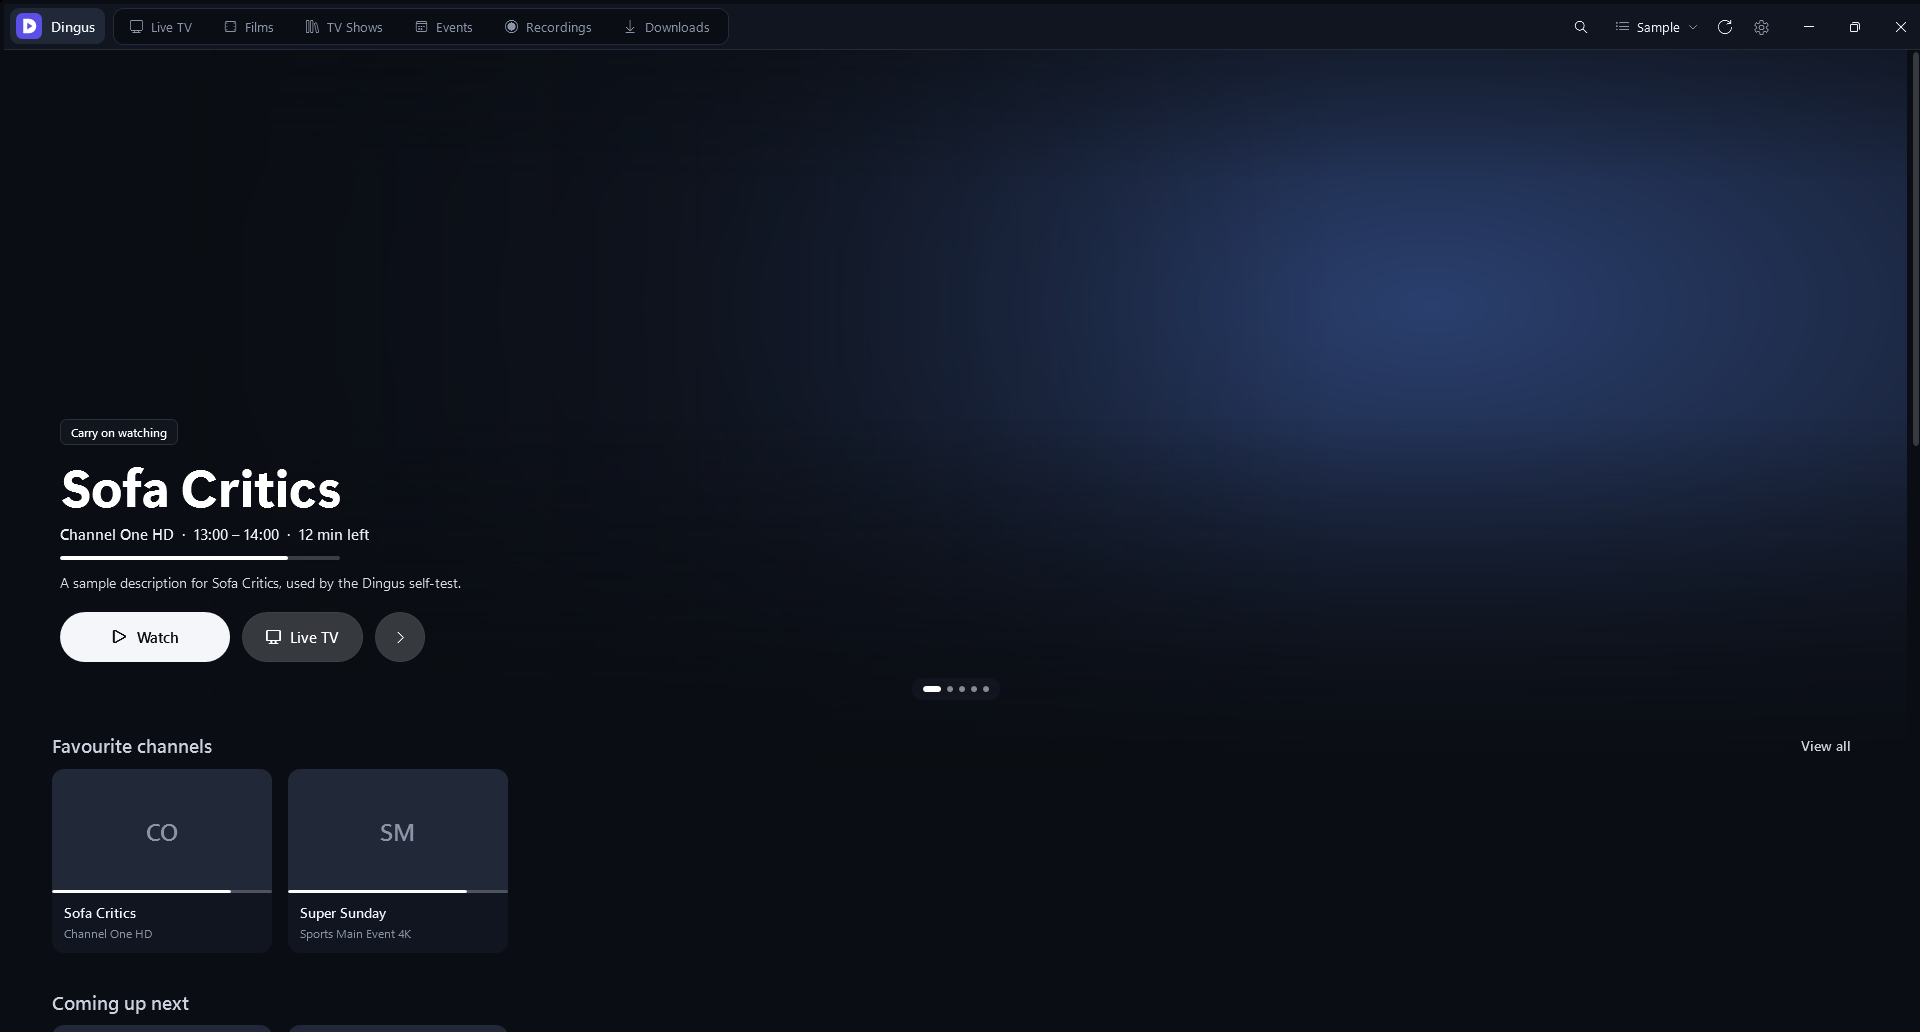 Dingus
Live TV
Films
TV Shows
Events
Recordings
Downloads
Sample
Carry on watching
Sofa Critics
Channel One HD · 13:00 – 14:00 · 12 min left
A sample description for Sofa Critics, used by the Dingus self-test.
Watch
Live TV
Favourite channels
View all
CO
SM
Sofa Critics
Channel One HD
Super Sunday
Sports Main Event 4K
Coming up next